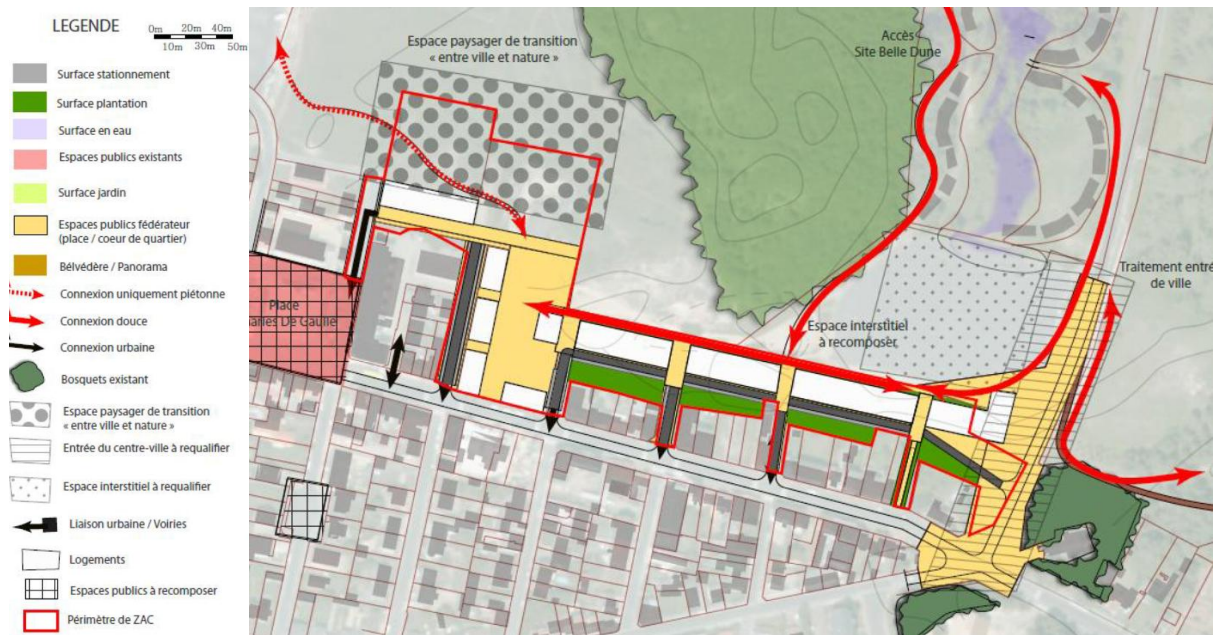 LEGENDE
0m 20m 40m
10m 30m 50m
Surface stationnement
Surface plantation
Surface en eau
Espaces publics existants
Surface jardin
Espaces publics fédérateur
(place / coeur de quartier)
Bélvédère / Panorama
Connexion uniquement piétonne
Connexion douce
Connexion urbaine
Bosquets existant
Espace paysager de transition
« entre ville et nature »
Entrée du centre-ville à requalifier
Espace interstitiel à requalifier
Liaison urbaine / Voiries
Logements
Espaces publics à recomposer
Périmètre de ZAC
Espace paysager de transition
« entre ville et nature »
Accès
Site Belle Dune
Traitement entré
de ville
Place
arles De Gaulle
Espace interstitiel
à recomposer